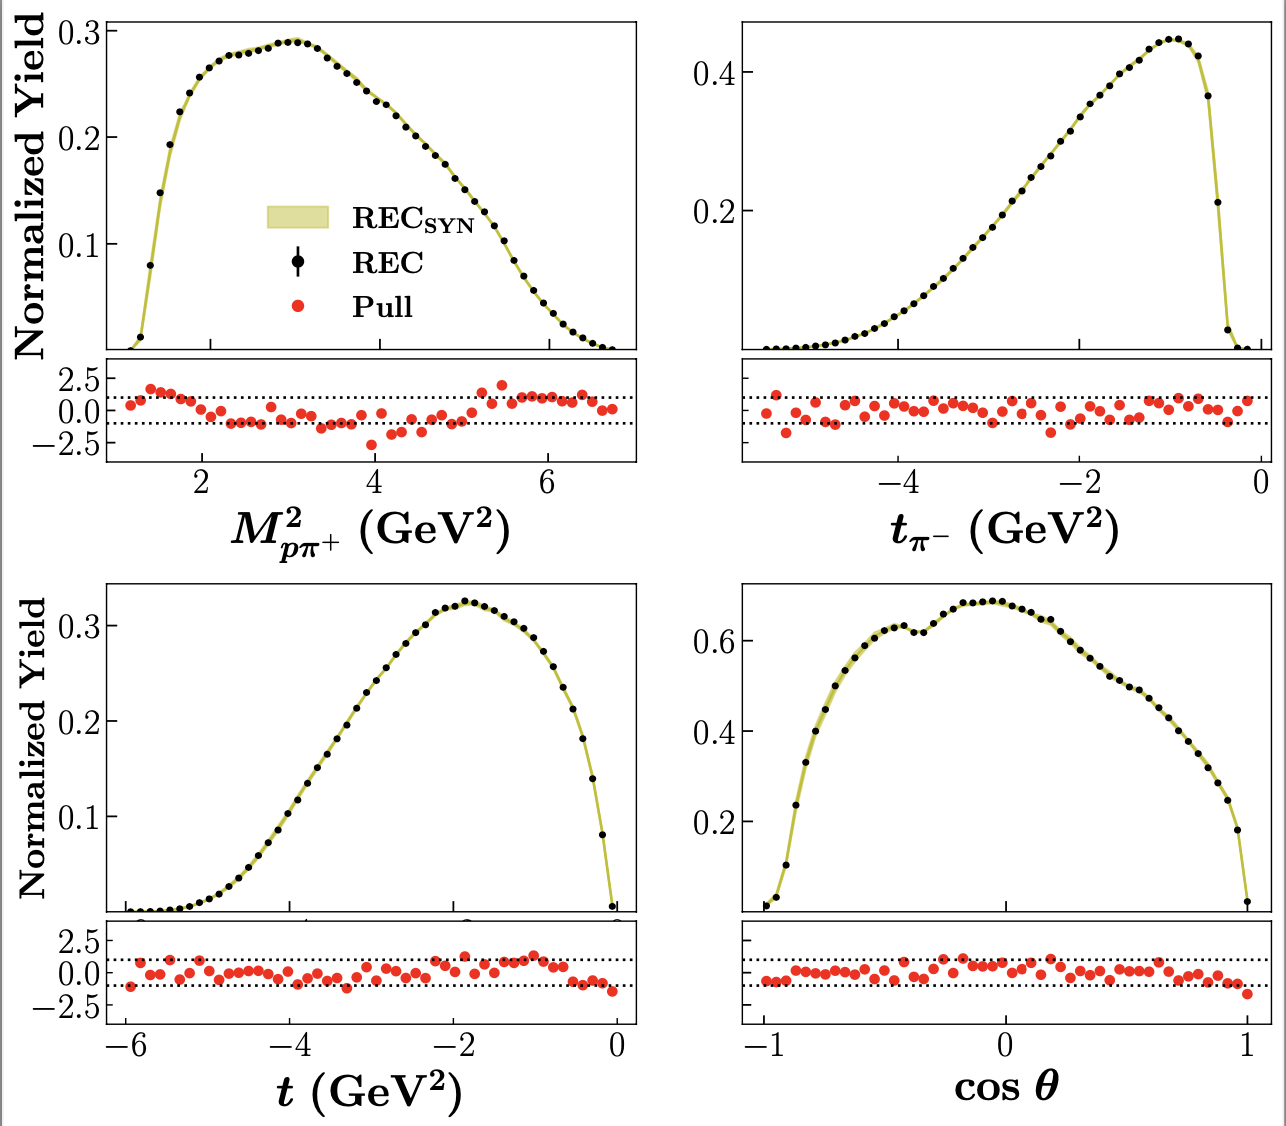 Normalized Yield
0.3
0.2
0.1
REC_SYN
REC
Pull
2.5
0.0
−2.5
2 4 6
M²_{pπ⁺} (GeV²)
0.4
0.2
−4 −2 0
t_{π⁻} (GeV²)
Normalized Yield
0.3
0.2
0.1
2.5
0.0
−2.5
−6 −4 −2 0
t (GeV²)
0.6
0.4
0.2
−1 0 1
cos θ